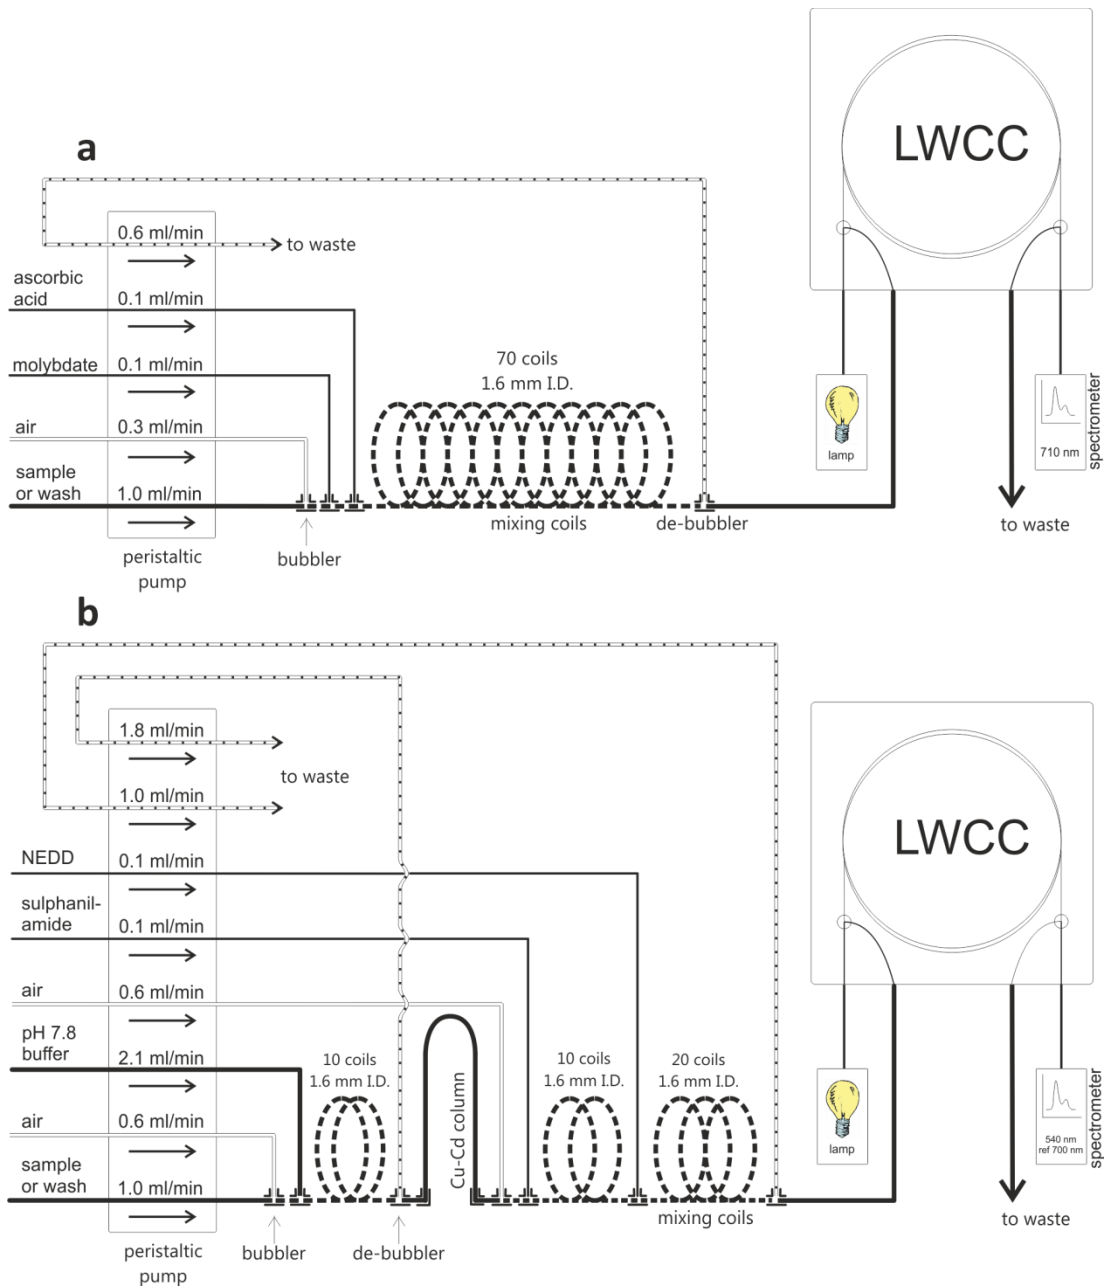 a
LWCC
0.6 ml/min
to waste
ascorbic
acid
0.1 ml/min
molybdate
0.1 ml/min
70 coils
1.6 mm I.D.
air
0.3 ml/min
sample
or wash
1.0 ml/min
mixing coils
de-bubbler
bubbler
peristaltic
pump
lamp
710 nm
spectrometer
to waste
b
LWCC
1.8 ml/min
to waste
1.0 ml/min
NEDD
0.1 ml/min
sulphanil-
amide
0.1 ml/min
air
0.6 ml/min
pH 7.8
buffer
2.1 ml/min
10 coils
1.6 mm I.D.
Cu-Cd column
10 coils
1.6 mm I.D.
20 coils
1.6 mm I.D.
air
0.6 ml/min
sample
or wash
1.0 ml/min
mixing coils
bubbler
de-bubbler
peristaltic
pump
lamp
540 nm
ref 700 nm
spectrometer
to waste